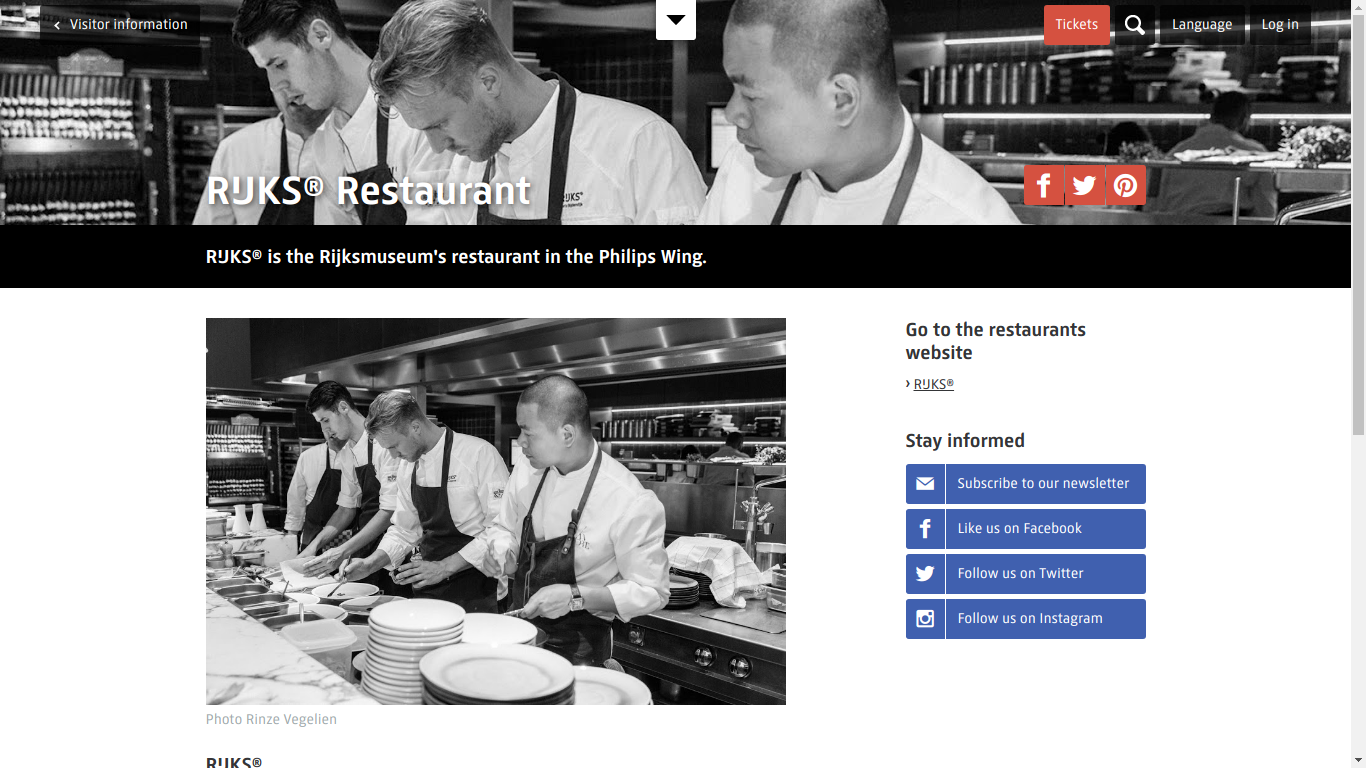 ‹ Visitor information
Tickets
Language
Log in
RIJKS® Restaurant
RIJKS® is the Rijksmuseum's restaurant in the Philips Wing.
Go to the restaurants
website
› RIJKS®
Stay informed
Subscribe to our newsletter
Like us on Facebook
Follow us on Twitter
Follow us on Instagram
Photo Rinze Vegelien
RIJKS®